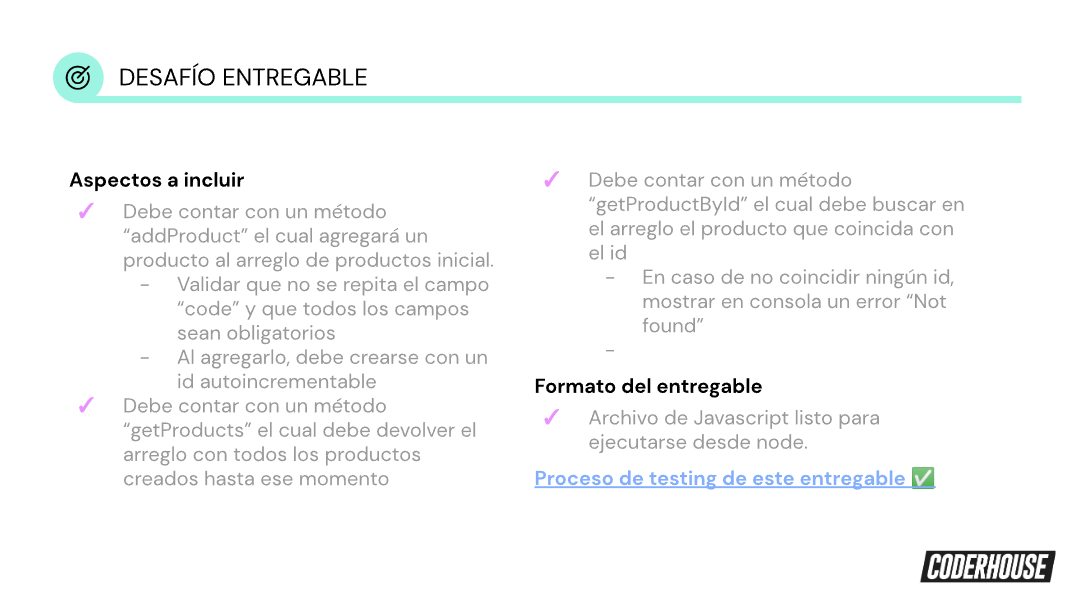 DESAFÍO ENTREGABLE
Aspectos a incluir
✓ Debe contar con un método
“addProduct” el cual agregará un
producto al arreglo de productos inicial.
- Validar que no se repita el campo
“code” y que todos los campos
sean obligatorios
- Al agregarlo, debe crearse con un
id autoincrementable
✓ Debe contar con un método
“getProducts” el cual debe devolver el
arreglo con todos los productos
creados hasta ese momento
✓ Debe contar con un método
“getProductById” el cual debe buscar en
el arreglo el producto que coincida con
el id
- En caso de no coincidir ningún id,
mostrar en consola un error “Not
found”
-
Formato del entregable
✓ Archivo de Javascript listo para
ejecutarse desde node.
Proceso de testing de este entregable ✅
CODERHOUSE